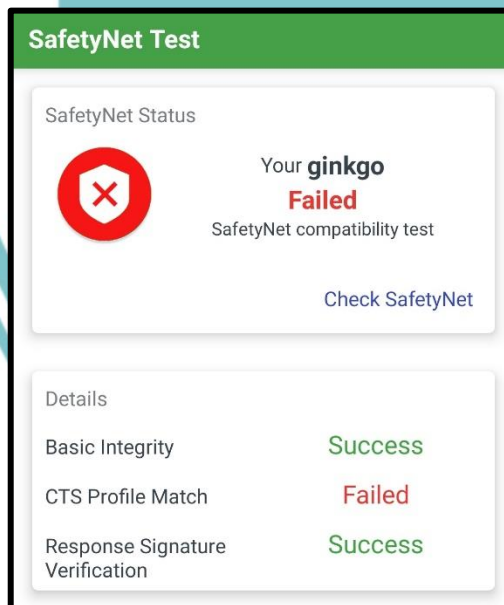 SafetyNet Test
SafetyNet Status
Your ginkgo
Failed
SafetyNet compatibility test
Check SafetyNet
Details
Basic Integrity Success
CTS Profile Match Failed
Response Signature Success
Verification